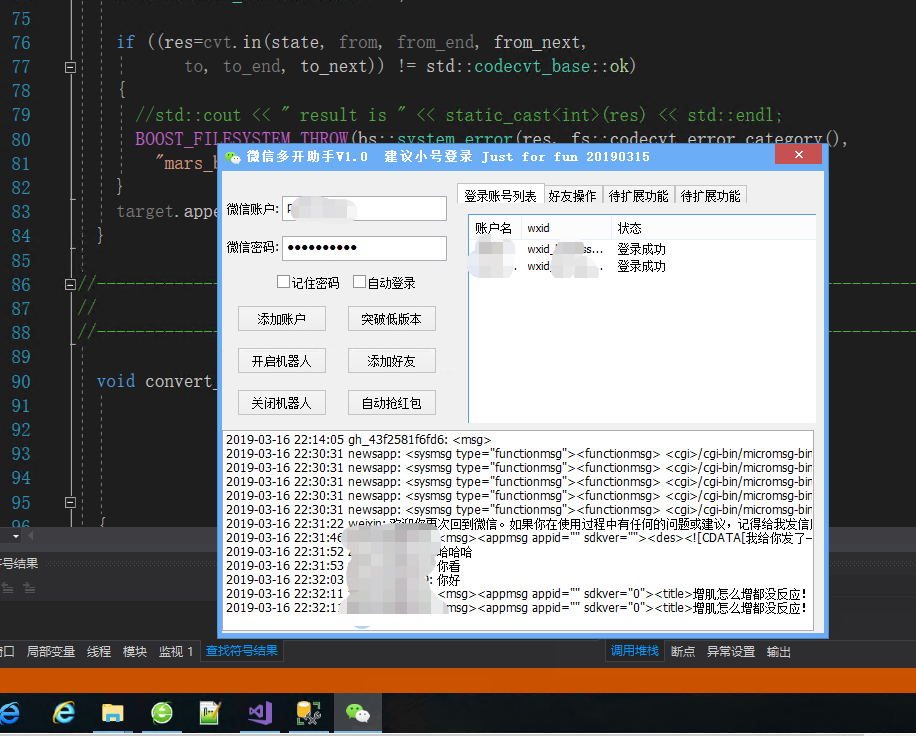 75
76 if ((res=cvt.in(state, from, from_end, from_next,
77 to, to_end, to_next)) != std::codecvt_base::ok)
78 {
79 //std::cout << " result is " << static_cast<int>(res) << std::endl;
80 BOOST_FILESYSTEM_THROW(bs::system_error(res, fs::codecvt_error_category(),
81 "mars_b
82 }
83 target.appe
84 }
85
86 //--------
87 //
88 //--------
89
90 void convert_
91
92
93
94
95 {
96
微信多开助手V1.0 建议小号登录 Just for fun 20190315
微信账户:
微信密码: ●●●●●●●●●●
记住密码 自动登录
添加账户 突破低版本
开启机器人 添加好友
关闭机器人 自动抢红包
登录账号列表 好友操作 待扩展功能 待扩展功能
账户名 wxid 状态
wxid_ ss... 登录成功
wxid_ 登录成功
2019-03-16 22:14:05 gh_43f2581f6fd6: <msg>
2019-03-16 22:30:31 newsapp: <sysmsg type="functionmsg"><functionmsg> <cgi>/cgi-bin/micromsg-bin
2019-03-16 22:30:31 newsapp: <sysmsg type="functionmsg"><functionmsg> <cgi>/cgi-bin/micromsg-bin
2019-03-16 22:30:31 newsapp: <sysmsg type="functionmsg"><functionmsg> <cgi>/cgi-bin/micromsg-bin
2019-03-16 22:30:31 newsapp: <sysmsg type="functionmsg"><functionmsg> <cgi>/cgi-bin/micromsg-bin
2019-03-16 22:30:31 newsapp: <sysmsg type="functionmsg"><functionmsg> <cgi>/cgi-bin/micromsg-bin
2019-03-16 22:31:22 weixin: 欢迎你再次回到微信。如果你在使用过程中有任何的问题或建议，记得给我发信
2019-03-16 22:31:46 <msg><appmsg appid="" sdkver=""><des><![CDATA[我给你发了一
2019-03-16 22:31:52 哈哈哈
2019-03-16 22:31:53 你看
2019-03-16 22:32:03 : 你好
2019-03-16 22:32:11 <msg><appmsg appid="" sdkver="0"><title>增肌怎么增都没反应!
2019-03-16 22:32:11 <msg><appmsg appid="" sdkver="0"><title>增肌怎么增都没反应!
号结果
口 局部变量 线程 模块 监视 1 查找符号结果 调用堆栈 断点 异常设置 输出